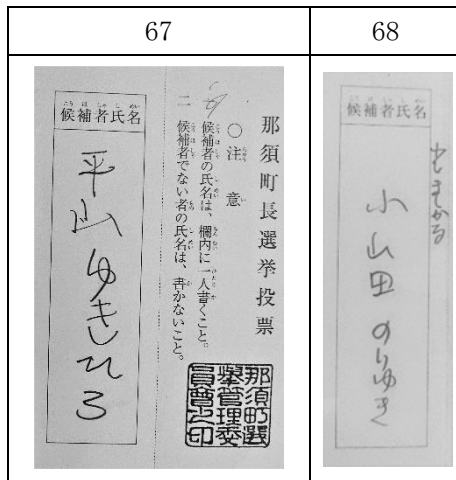 67
68
那須町長選挙投票
○注意
候補者の氏名は、欄内に一人書くこと。
二 候補者でない者の氏名は、書かないこと。
候補者氏名
平山ゆきひろ
那須町選
挙管理委
員会之印
候補者氏名
小山田のりゆき